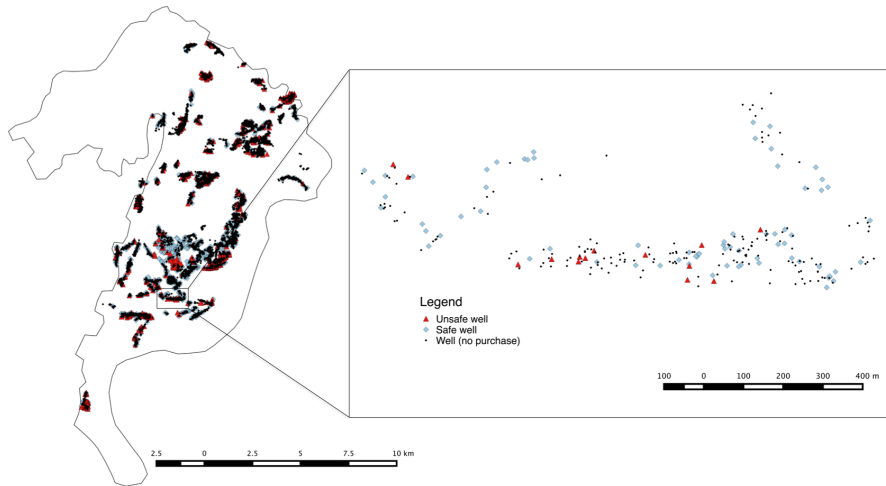 Legend
Unsafe well
Safe well
Well (no purchase)
100 0 100 200 300 400 m
2.5 0 2.5 5 7.5 10 km